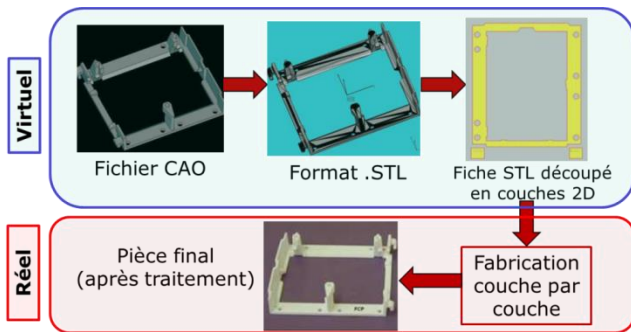 Virtuel
Fichier CAO
Format .STL
Fiche STL découpé
en couches 2D
Réel
Pièce final
(après traitement)
FCP
Fabrication
couche par
couche